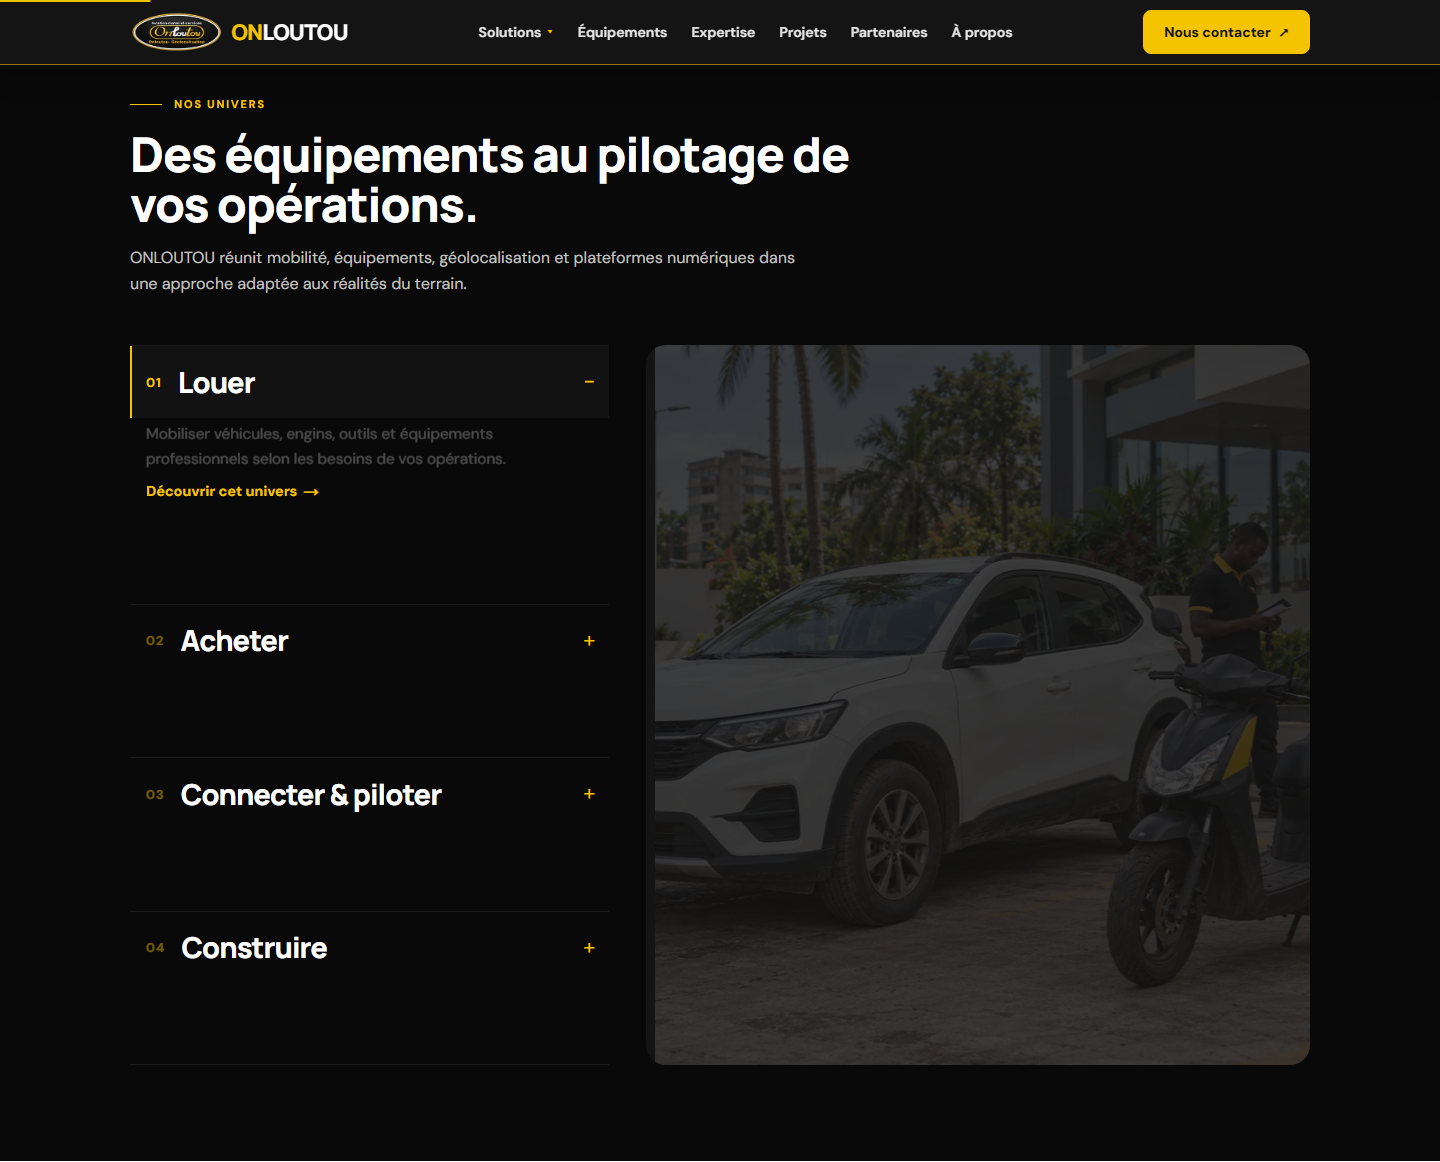 Onloutou
ONLOUTOU
Solutions
Équipements
Expertise
Projets
Partenaires
À propos
Nous contacter ↗
NOS UNIVERS
Des équipements au pilotage de
vos opérations.
ONLOUTOU réunit mobilité, équipements, géolocalisation et plateformes numériques dans
une approche adaptée aux réalités du terrain.
01 Louer −
Mobiliser véhicules, engins, outils et équipements
professionnels selon les besoins de vos opérations.
Découvrir cet univers →
02 Acheter +
03 Connecter & piloter +
04 Construire +